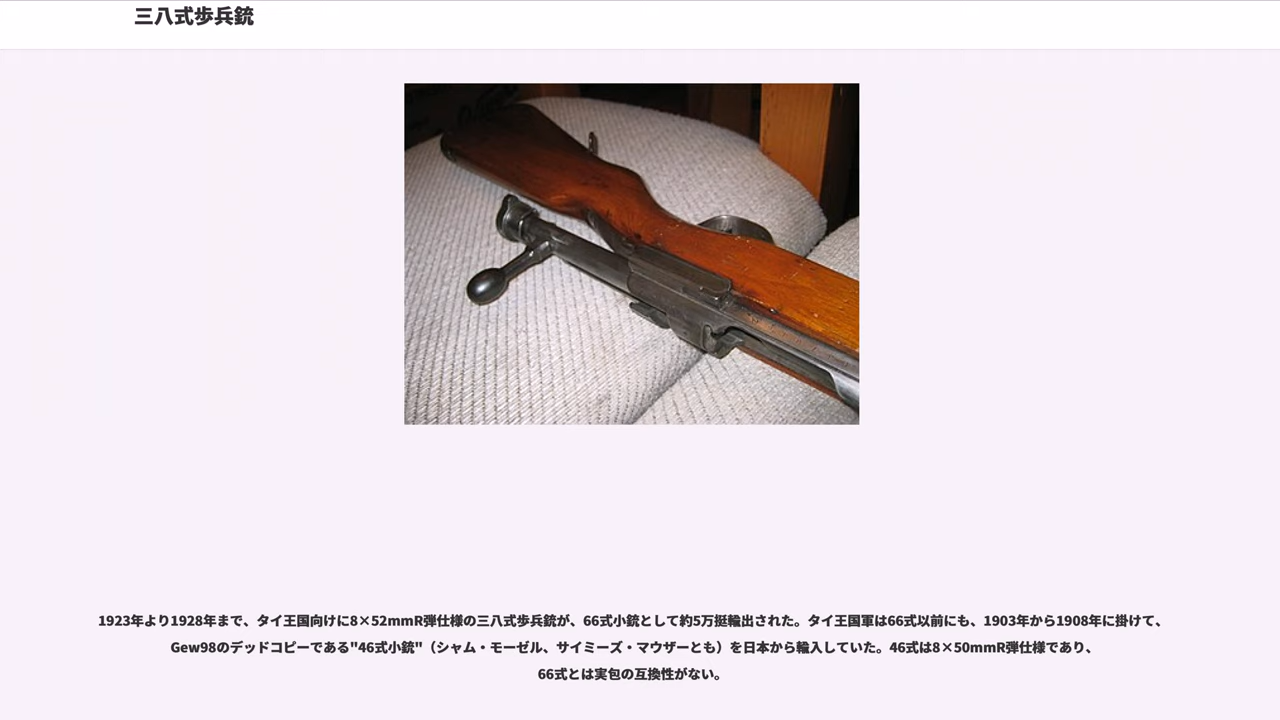 三八式歩兵銃
1923年より1928年まで、タイ王国向けに8×52mmR弾仕様の三八式歩兵銃が、66式小銃として約5万挺輸出された。タイ王国軍は66式以前にも、1903年から1908年に掛けて、
Gew98のデッドコピーである"46式小銃"（シャム・モーゼル、サイミーズ・マウザーとも）を日本から輸入していた。46式は8×50mmR弾仕様であり、
66式とは実包の互換性がない。